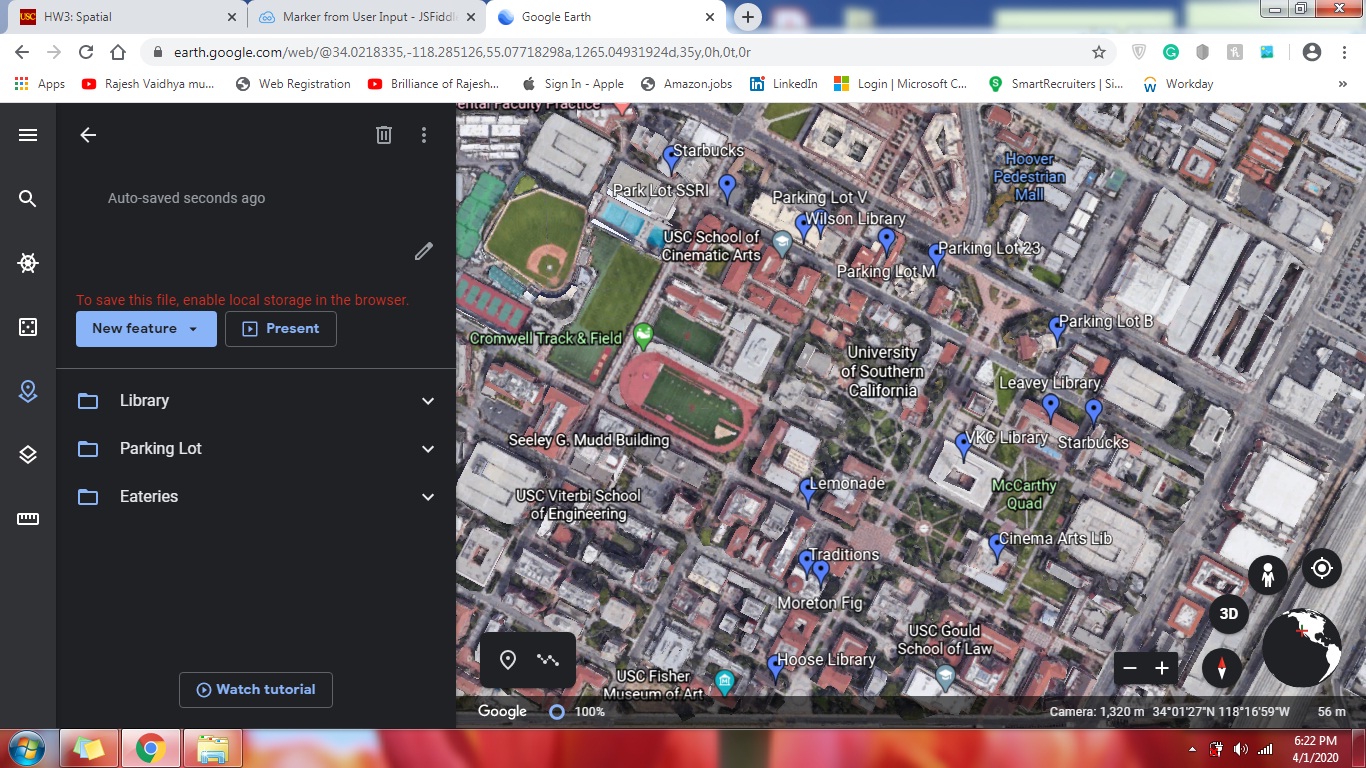 HW3: Spatial
Marker from User Input - JSFiddl
Google Earth
earth.google.com/web/@34.0218335,-118.285126,55.07718298a,1265.04931924d,35y,0h,0t,0r
Apps
Rajesh Vaidhya mu...
Web Registration
Brilliance of Rajesh...
Sign In - Apple
Amazon.jobs
LinkedIn
Login | Microsoft C...
SmartRecruiters | Si...
Workday
»
Auto-saved seconds ago
To save this file, enable local storage in the browser.
New feature
Present
Library
Parking Lot
Eateries
Watch tutorial
ental Faculty Practice
Starbucks
Park Lot SSRI
Parking Lot V
Wilson Library
USC School of
Cinematic Arts
Parking Lot M
Parking Lot 23
Hoover
Pedestrian
Mall
Cromwell Track & Field
Parking Lot B
University
of Southern
California
Leavey Library
Starbucks
VKC Library
Seeley G. Mudd Building
McCarthy
Quad
Lemonade
USC Viterbi School
of Engineering
Cinema Arts Lib
Traditions
Moreton Fig
USC Gould
School of Law
Hoose Library
USC Fisher
Museum of Art
3D
Google
100%
Camera: 1,320 m 34°01'27"N 118°16'59"W
56 m
6:22 PM
4/1/2020